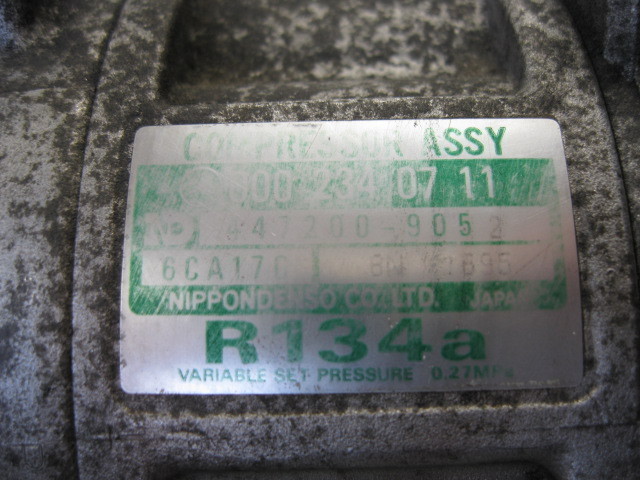 COMPRESSOR ASSY
000 234 07 11
447200-9052
6CA17C
NIPPONDENSO CO., LTD. JAPAN
R134a
VARIABLE SET PRESSURE 0.27MPa